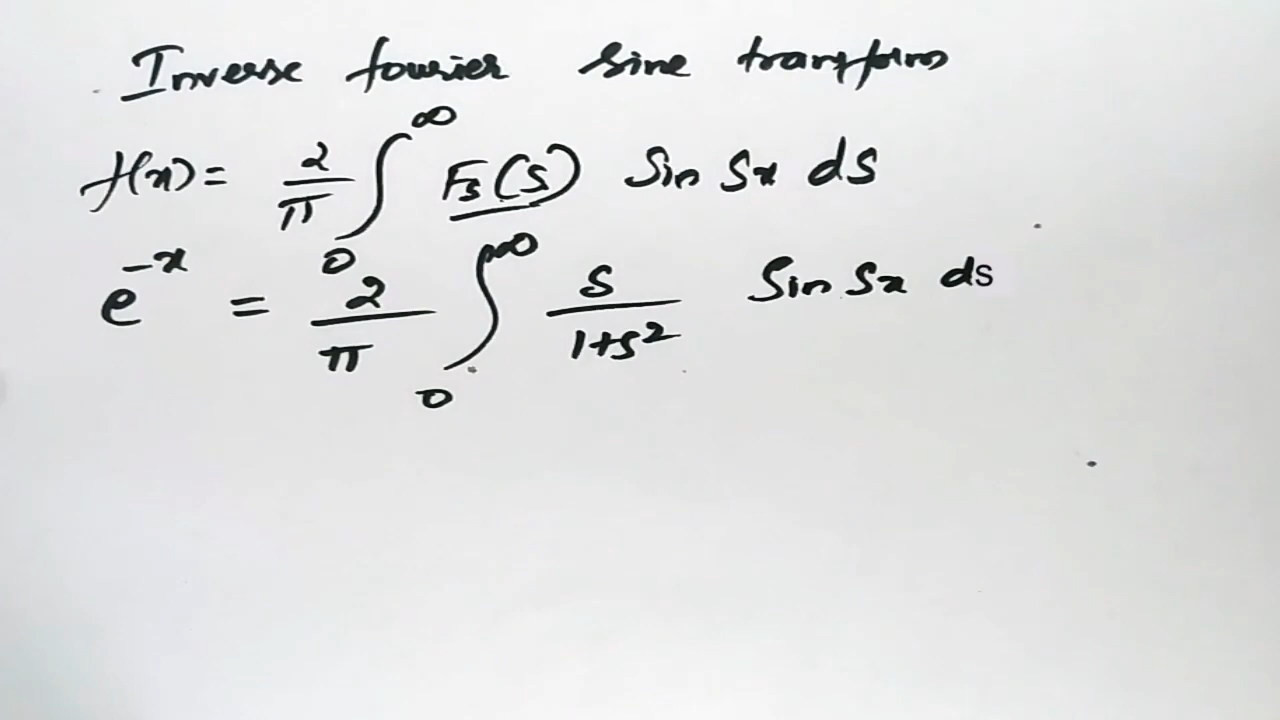 Inverse fourier sine transform
f(x) = 2/π ∫₀^∞ Fs(s) Sin sx ds
e^-x = 2/π ∫₀^∞ s/(1+s²) Sin sx ds